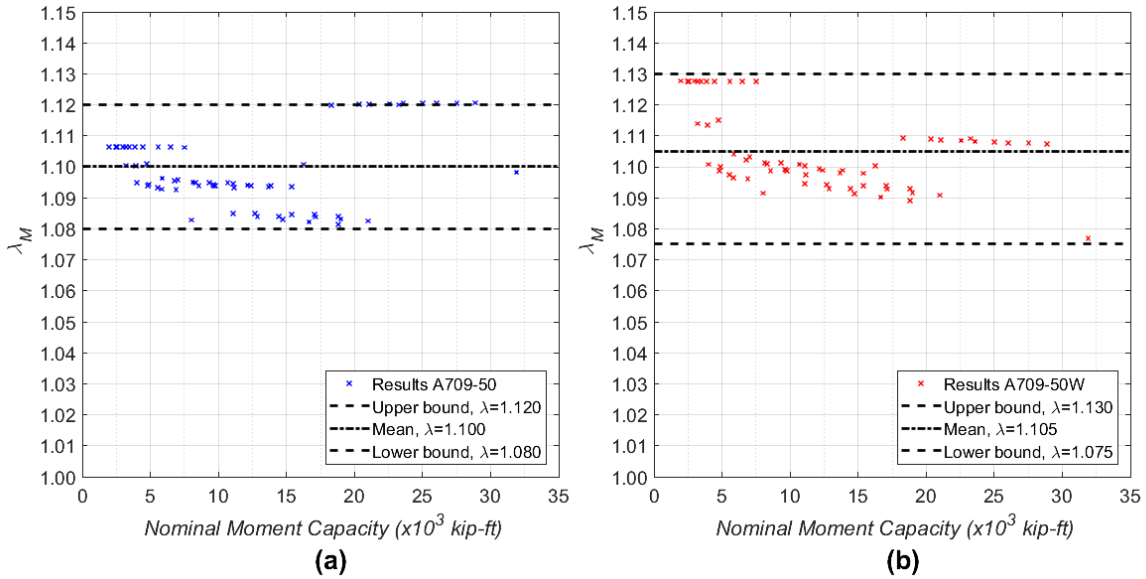 1.15
1.14
1.13
1.12
1.11
1.10
1.09
1.08
1.07
1.06
1.05
1.04
1.03
1.02
1.01
1.00
λM
Results A709-50
Upper bound, λ=1.120
Mean, λ=1.100
Lower bound, λ=1.080
0 5 10 15 20 25 30 35
Nominal Moment Capacity (x10³ kip-ft)
(a)
1.15
1.14
1.13
1.12
1.11
1.10
1.09
1.08
1.07
1.06
1.05
1.04
1.03
1.02
1.01
1.00
λM
Results A709-50W
Upper bound, λ=1.130
Mean, λ=1.105
Lower bound, λ=1.075
0 5 10 15 20 25 30 35
Nominal Moment Capacity (x10³ kip-ft)
(b)